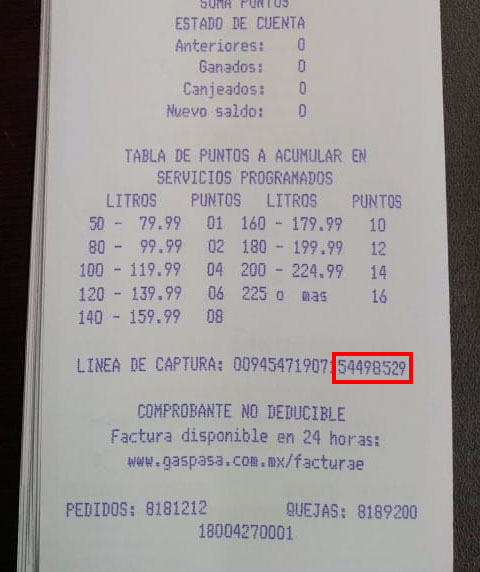 SUMA PUNTOS
ESTADO DE CUENTA
Anteriores: 0
Ganados: 0
Canjeados: 0
Nuevo saldo: 0
TABLA DE PUNTOS A ACUMULAR EN
SERVICIOS PROGRAMADOS
LITROS PUNTOS LITROS PUNTOS
50 - 79.99 01 160 - 179.99 10
80 - 99.99 02 180 - 199.99 12
100 - 119.99 04 200 - 224.99 14
120 - 139.99 06 225 o mas 16
140 - 159.99 08
LINEA DE CAPTURA: 00945471907154498529
COMPROBANTE NO DEDUCIBLE
Factura disponible en 24 horas:
www.gaspasa.com.mx/facturae
PEDIDOS: 8181212 QUEJAS: 8189200
18004270001